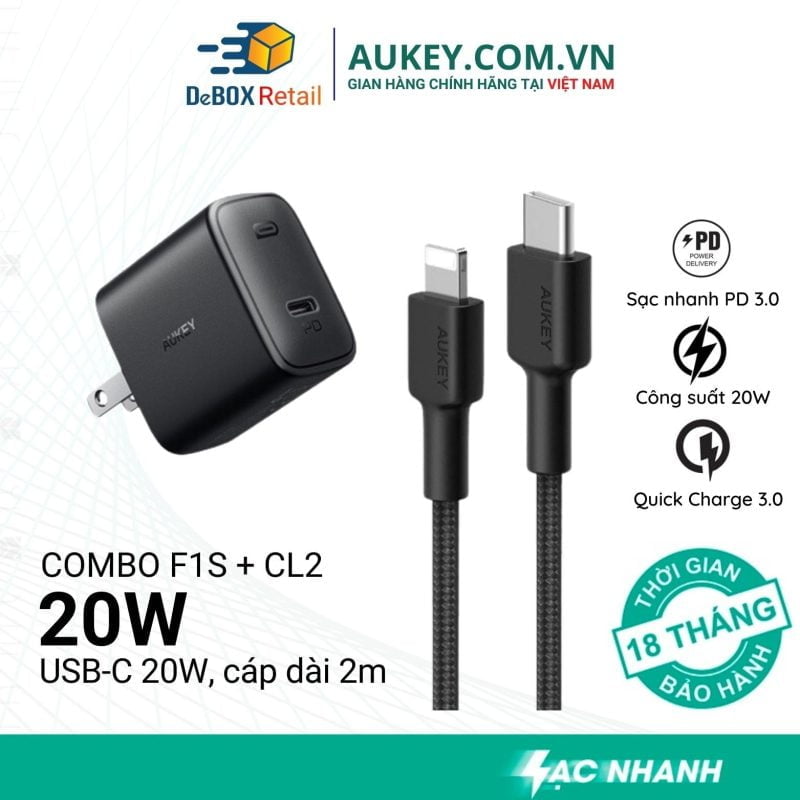 DeBOX Retail
AUKEY.COM.VN
GIAN HÀNG CHÍNH HÃNG TẠI VIỆT NAM
AUKEY
PD
AUKEY
AUKEY
PD
POWER
DELIVERY
Sạc nhanh PD 3.0
Công suất 20W
Quick Charge 3.0
COMBO F1S + CL2
20W
USB-C 20W, cáp dài 2m
THỜI GIAN
18 THÁNG
BẢO HÀNH
SẠC NHANH